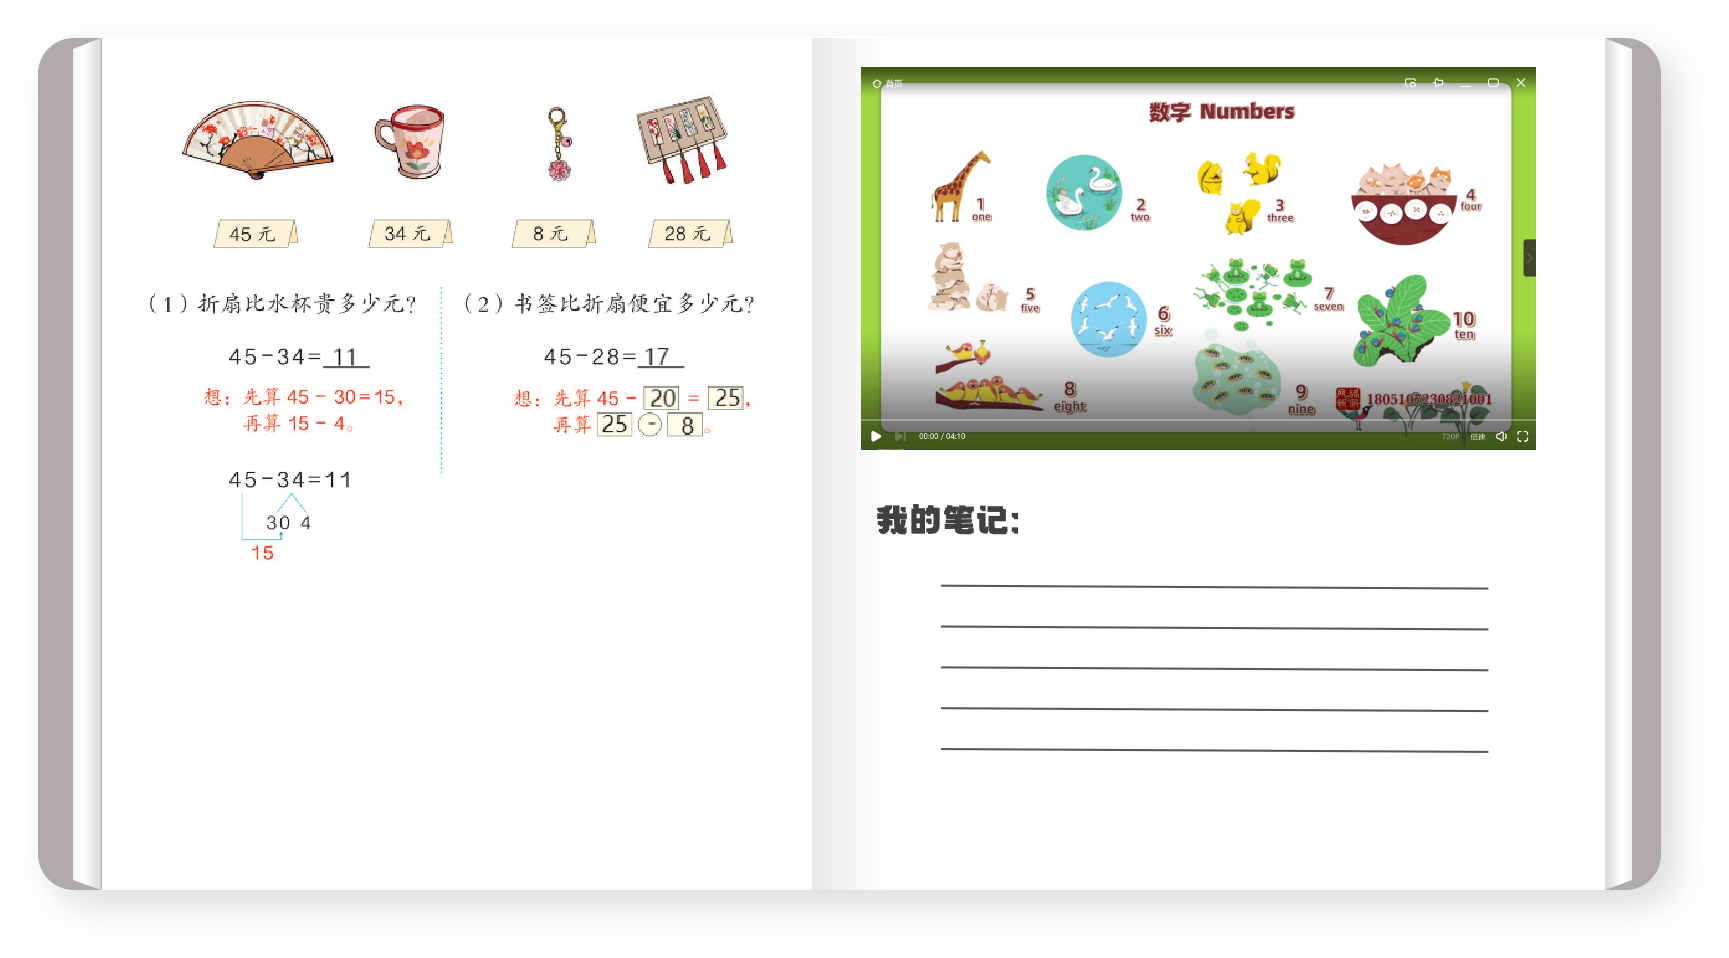 45 元
34 元
8 元
28 元
（1）折扇比水杯贵多少元？
45-34=11
想：先算 45 - 30=15，
再算 15 - 4。
45-34=11
30 4
15
（2）书签比折扇便宜多少元？
45-28=17
想：先算 45 - 20 = 25，
再算 25 - 8。
首页
数字 Numbers
1
one
2
two
3
three
4
four
5
five
6
six
7
seven
10
ten
8
eight
9
nine
1805107230821001
00:00 / 04:10
720P 倍速
我的笔记：